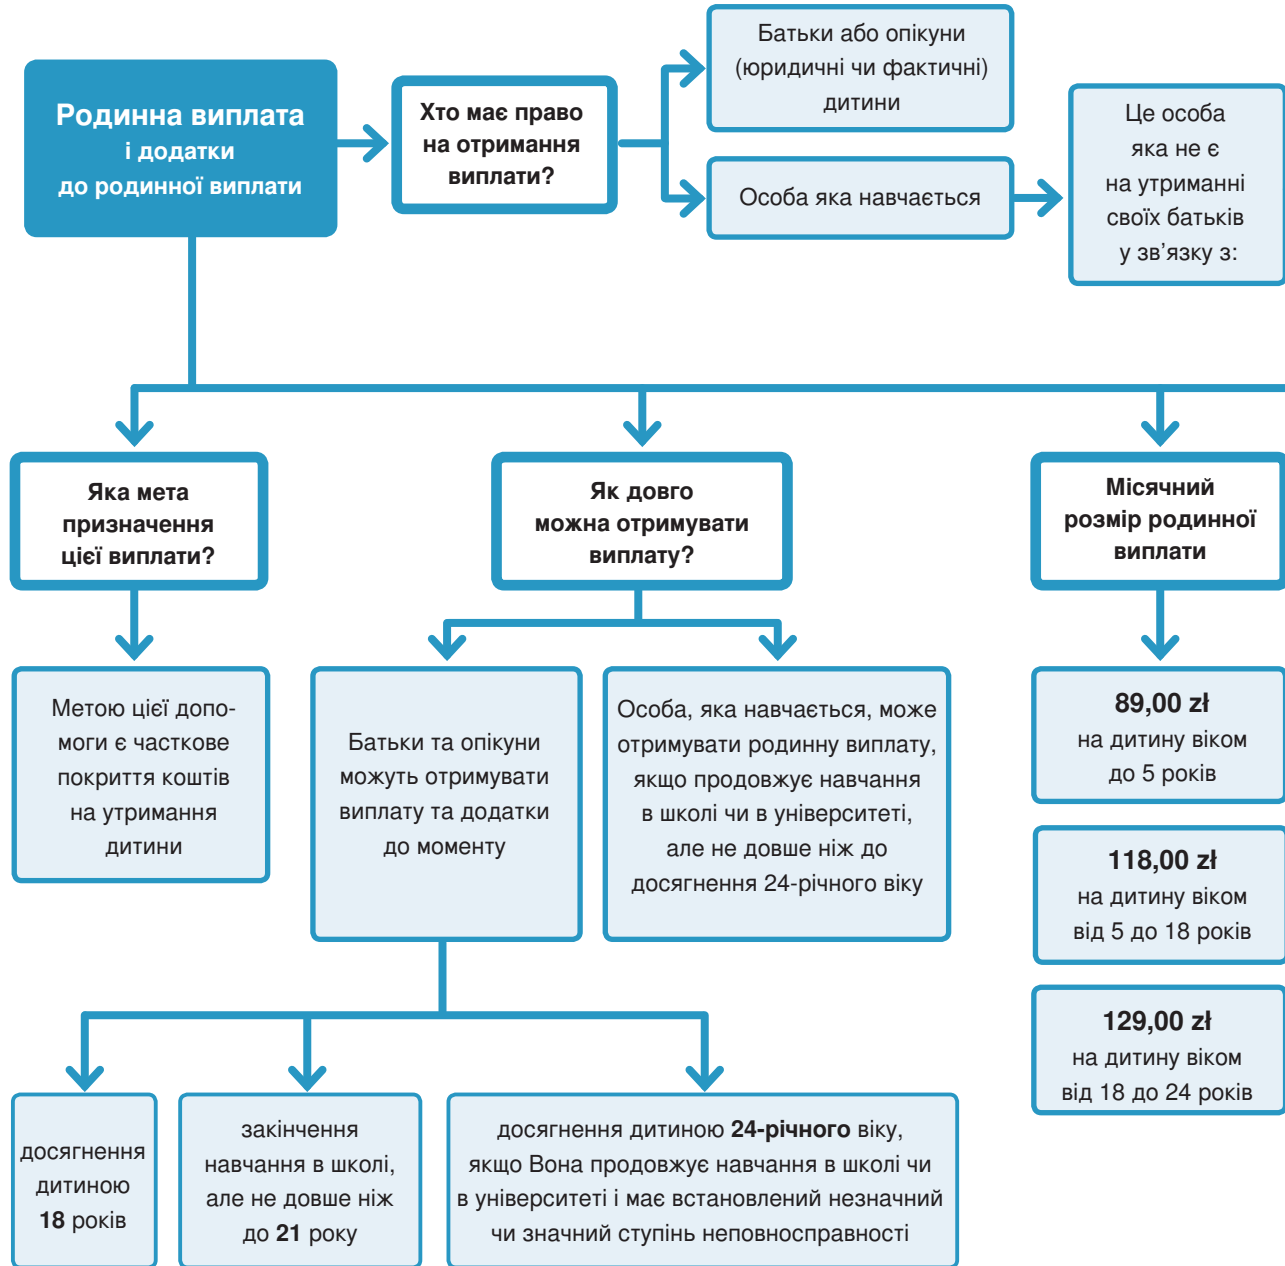 Родинна виплата
і додатки
до родинної виплати
Хто має право
на отримання
виплати?
Батьки або опікуни
(юридичні чи фактичні)
дитини
Особа яка навчається
Це особа
яка не є
на утриманні
своїх батьків
у зв’язку з:
Яка мета
призначення
цієї виплати?
Метою цієї допо-
моги є часткове
покриття коштів
на утримання
дитини
Як довго
можна отримувати
виплату?
Батьки та опікуни
можуть отримувати
виплату та додатки
до моменту
Особа, яка навчається, може
отримувати родинну виплату,
якщо продовжує навчання
в школі чи в університеті,
але не довше ніж до
досягнення 24-річного віку
досягнення
дитиною
18 років
закінчення
навчання в школі,
але не довше ніж
до 21 року
досягнення дитиною 24-річного віку,
якщо Вона продовжує навчання в школі чи
в університеті і має встановлений незначний
чи значний ступінь неповносправності
Місячний
розмір родинної
виплати
89,00 zł
на дитину віком
до 5 років
118,00 zł
на дитину віком
від 5 до 18 років
129,00 zł
на дитину віком
від 18 до 24 років